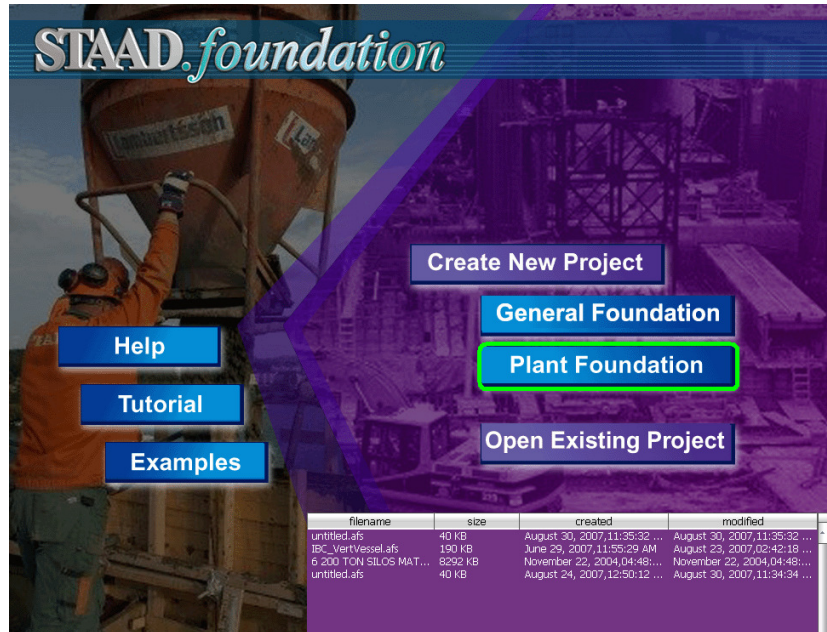 STAAD.foundation
Lambertsson
Create New Project
General Foundation
Plant Foundation
Open Existing Project
Help
Tutorial
Examples
filename size created modified
untitled.afs 40 KB August 30, 2007,11:35:32 ... August 30, 2007,11:35:32 ...
IBC_VertVessel.afs 190 KB June 29, 2007,11:55:29 AM August 23, 2007,02:42:18 ...
6 200 TON SILOS MAT... 8292 KB November 22, 2004,04:48:... November 22, 2004,04:48:...
untitled.afs 40 KB August 24, 2007,12:50:12 ... August 30, 2007,11:34:34 ...